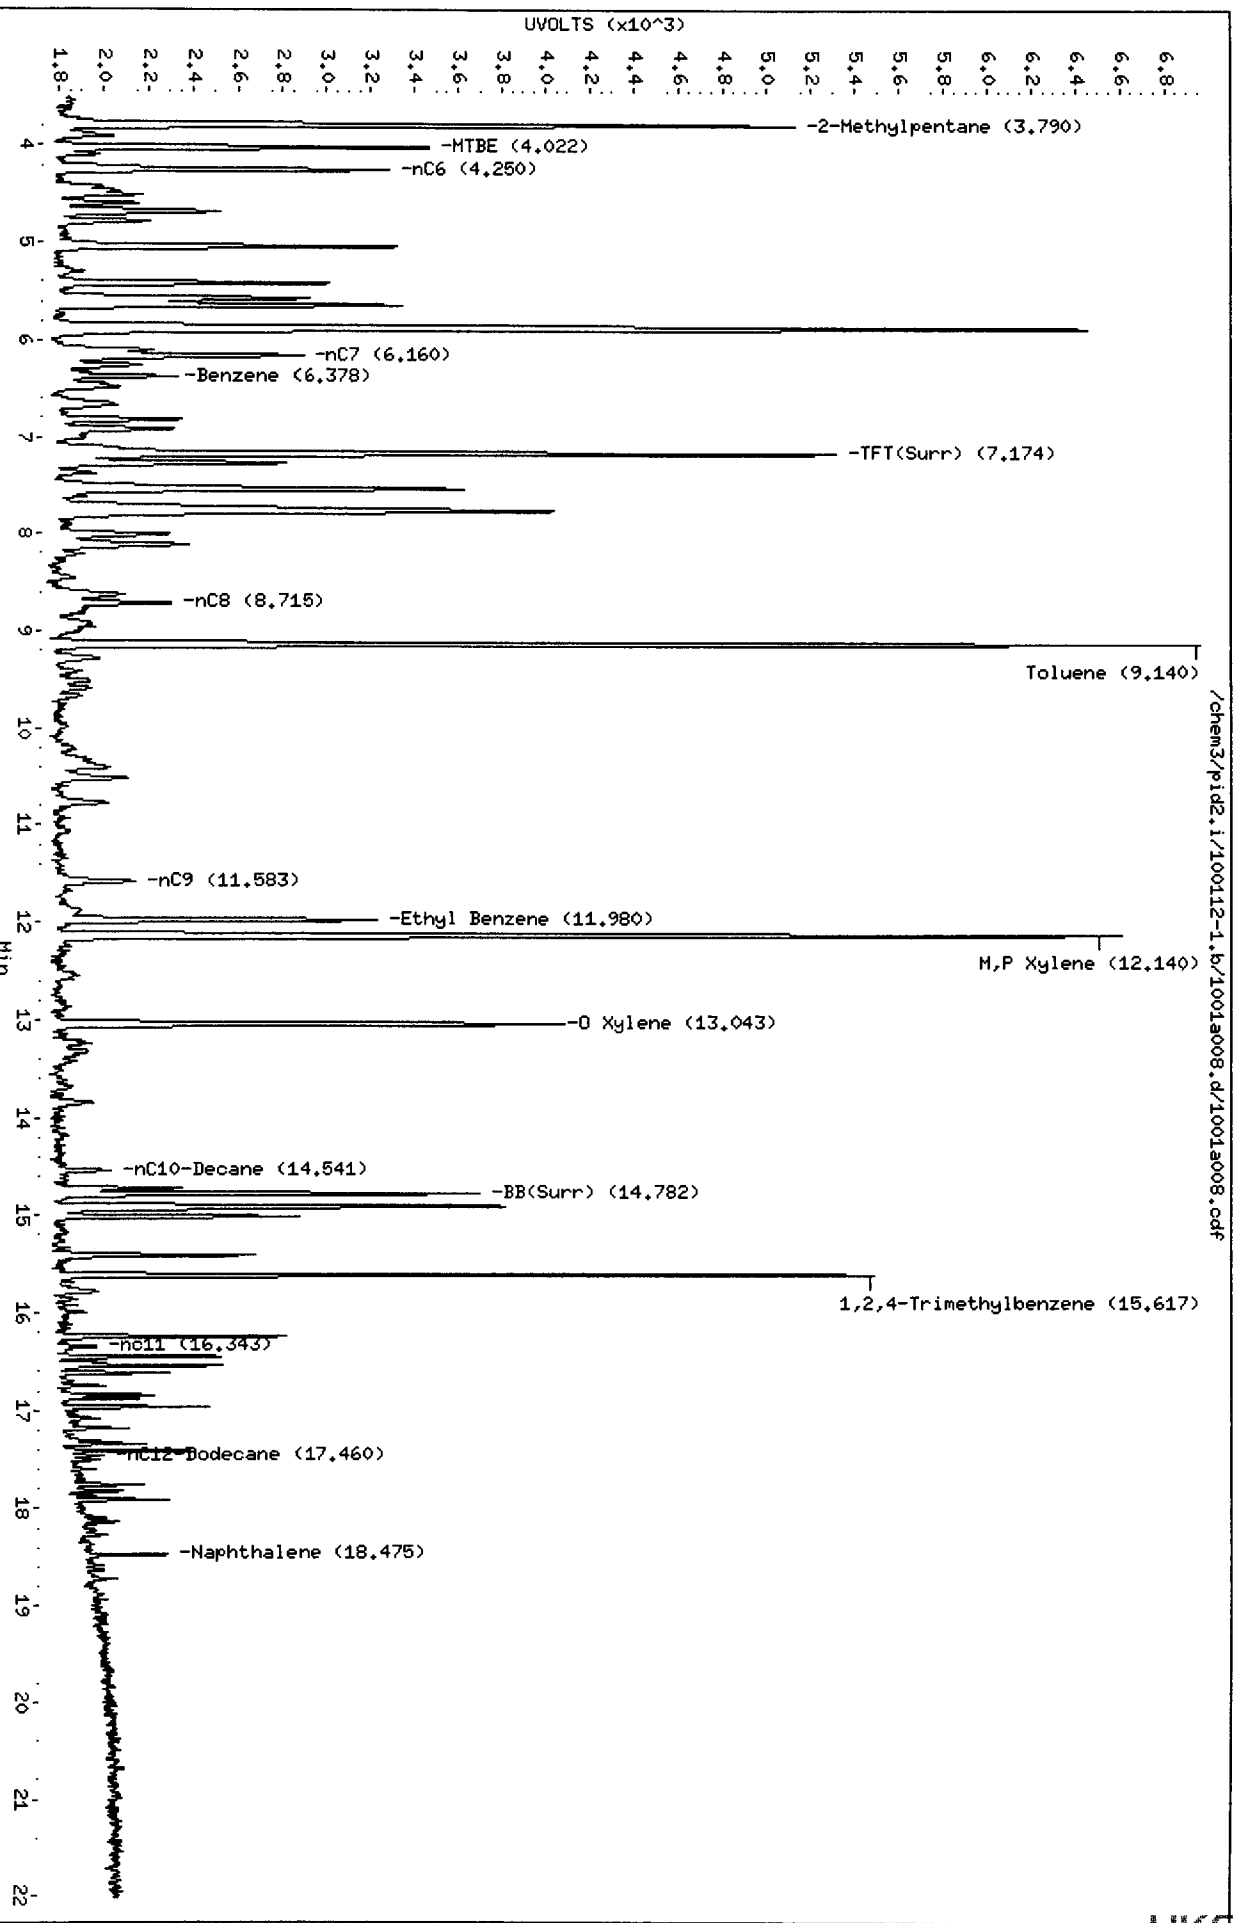 /chem3/pid2.i/100112-1.b/1001a008.d/1001a008.cdf
UVOLTS (x10^3)
6.8
6.6
6.4
6.2
6.0
5.8
5.6
5.4
5.2
5.0
4.8
4.6
4.4
4.2
4.0
3.8
3.6
3.4
3.2
3.0
2.8
2.6
2.4
2.2
2.0
1.8
-2-Methylpentane (3.790)
-MTBE (4.022)
-nC6 (4.250)
-nC7 (6.160)
-Benzene (6.378)
-TFT(Surr) (7.174)
-nC8 (8.715)
Toluene (9.140)
-nC9 (11.583)
-Ethyl Benzene (11.980)
M,P Xylene (12.140)
-O Xylene (13.043)
-nC10-Decane (14.541)
-BB(Surr) (14.782)
1,2,4-Trimethylbenzene (15.617)
-nc11 (16.343)
-nC12-Dodecane (17.460)
-Naphthalene (18.475)
4
5
6
7
8
9
10
11
12
13
14
15
16
17
18
19
20
21
22
Min